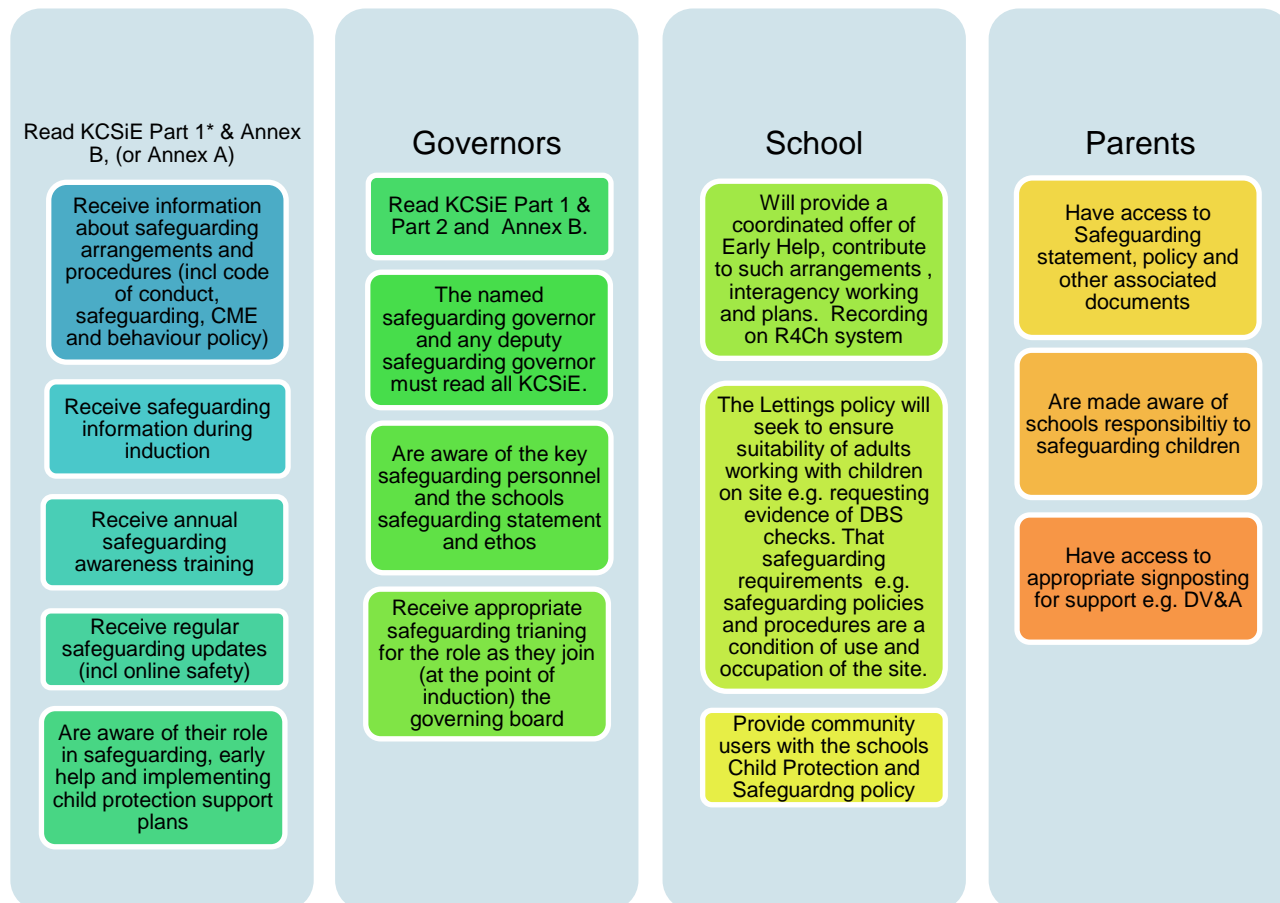 Read KCSiE Part 1* & Annex
B, (or Annex A)
Receive information
about safeguarding
arrangements and
procedures (incl code
of conduct,
safeguarding, CME
and behaviour policy)
Receive safeguarding
information during
induction
Receive annual
safeguarding
awareness training
Receive regular
safeguarding updates
(incl online safety)
Are aware of their role
in safeguarding, early
help and implementing
child protection support
plans
Governors
Read KCSiE Part 1 &
Part 2 and Annex B.
The named
safeguarding governor
and any deputy
safeguarding governor
must read all KCSiE.
Are aware of the key
safeguarding personnel
and the schools
safeguarding statement
and ethos
Receive appropriate
safeguarding trianing
for the role as they join
(at the point of
induction) the
governing board
School
Will provide a
coordinated offer of
Early Help, contribute
to such arrangements ,
interagency working
and plans. Recording
on R4Ch system
The Lettings policy will
seek to ensure
suitability of adults
working with children
on site e.g. requesting
evidence of DBS
checks. That
safeguarding
requirements e.g.
safeguarding policies
and procedures are a
condition of use and
occupation of the site.
Provide community
users with the schools
Child Protection and
Safeguardng policy
Parents
Have access to
Safeguarding
statement, policy and
other associated
documents
Are made aware of
schools responsibiltiy to
safeguarding children
Have access to
appropriate signposting
for support e.g. DV&A